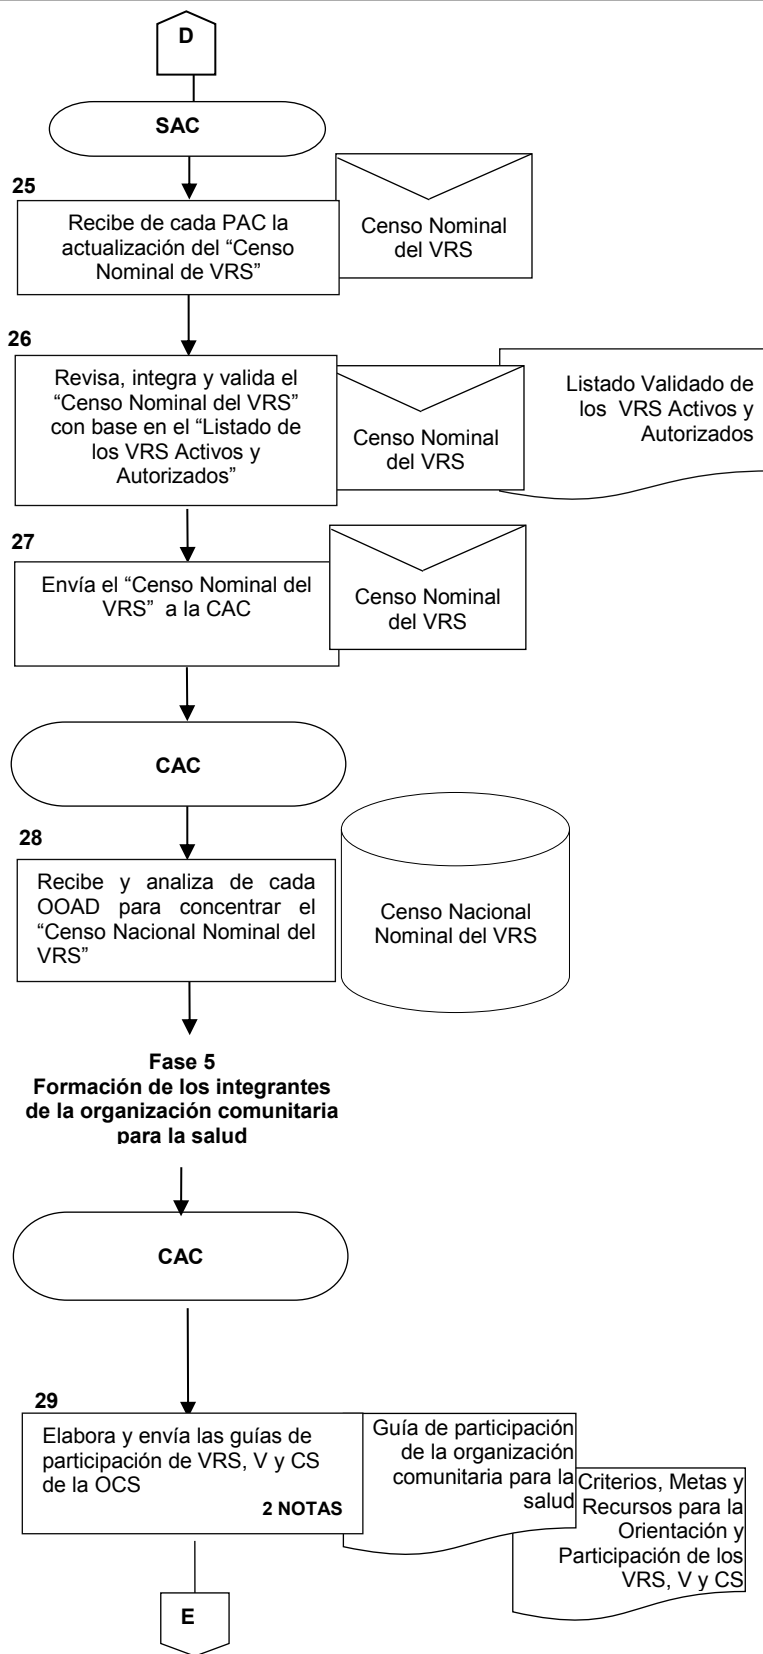 D
SAC
25
Recibe de cada PAC la
actualización del “Censo
Nominal de VRS”
Censo Nominal
del VRS
26
Revisa, integra y valida el
“Censo Nominal del VRS”
con base en el “Listado de
los VRS Activos y
Autorizados”
Censo Nominal
del VRS
Listado Validado de
los VRS Activos y
Autorizados
27
Envía el “Censo Nominal del
VRS” a la CAC
Censo Nominal
del VRS
CAC
28
Recibe y analiza de cada
OOAD para concentrar el
“Censo Nacional Nominal del
VRS”
Censo Nacional
Nominal del VRS
Fase 5
Formación de los integrantes
de la organización comunitaria
para la salud
CAC
29
Elabora y envía las guías de
participación de VRS, V y CS
de la OCS
2 NOTAS
Guía de participación
de la organización
comunitaria para la
salud
Criterios, Metas y
Recursos para la
Orientación y
Participación de los
VRS, V y CS
E